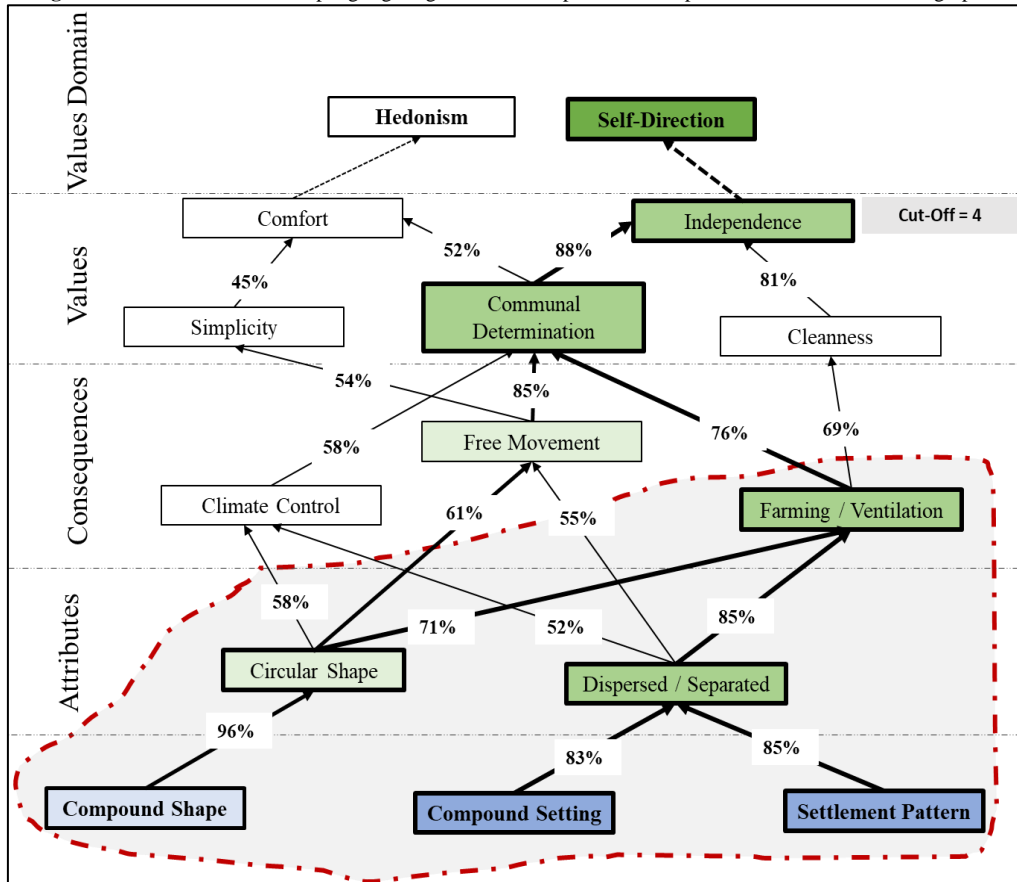 Values Domain
Hedonism
Self-Direction
Values
Comfort
Independence
Cut-Off = 4
52%
88%
45%
81%
Simplicity
Communal
Determination
Cleanness
Consequences
54%
85%
76%
69%
Free Movement
58%
Climate Control
61%
55%
Farming / Ventilation
Attributes
58%
71%
52%
85%
Circular Shape
Dispersed / Separated
96%
83%
85%
Compound Shape
Compound Setting
Settlement Pattern